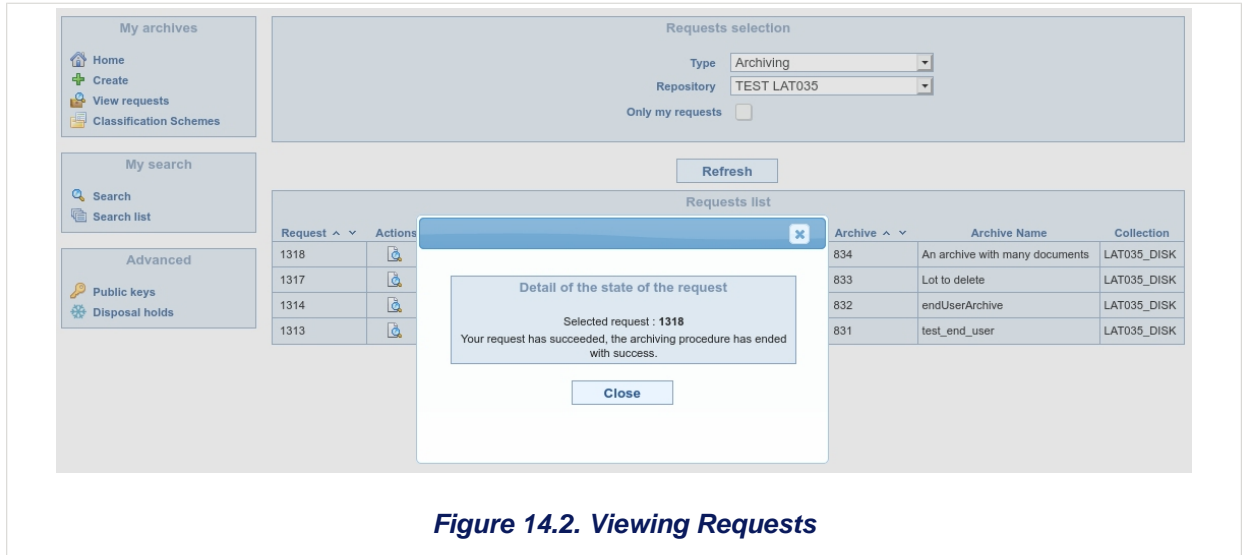 My archives
Home
Create
View requests
Classification Schemes
My search
Search
Search list
Advanced
Public keys
Disposal holds
Requests selection
Type Archiving
Repository TEST LAT035
Only my requests
Refresh
Requests list
Request Actions Archive Archive Name Collection
1318 834 An archive with many documents LAT035_DISK
1317 833 Lot to delete LAT035_DISK
1314 832 endUserArchive LAT035_DISK
1313 831 test_end_user LAT035_DISK
Detail of the state of the request
Selected request : 1318
Your request has succeeded, the archiving procedure has ended
with success.
Close
Figure 14.2. Viewing Requests